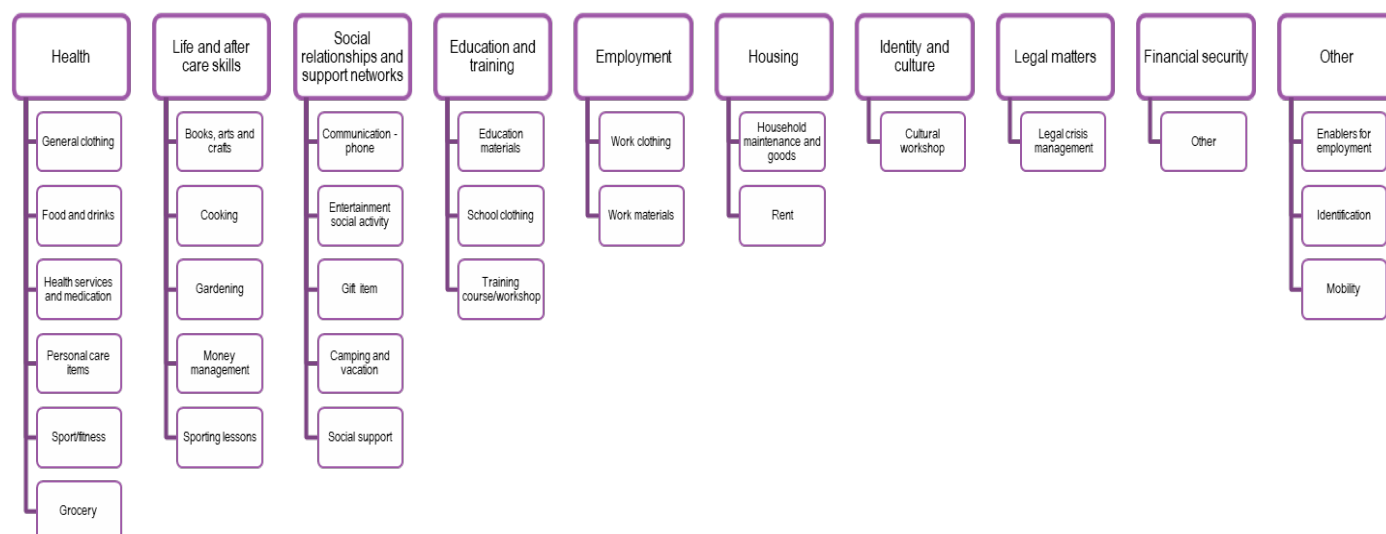 Health
General clothing
Food and drinks
Health services
and medication
Personal care
items
Sport/fitness
Grocery
Life and after
care skills
Books, arts and
crafts
Cooking
Gardening
Money
management
Sporting lessons
Social
relationships and
support networks
Communication -
phone
Entertainment
social activity
Gift item
Camping and
vacation
Social support
Education and
training
Education
materials
School clothing
Training
course/workshop
Employment
Work clothing
Work materials
Housing
Household
maintenance and
goods
Rent
Identity and
culture
Cultural
workshop
Legal matters
Legal crisis
management
Financial security
Other
Other
Enablers for
employment
Identification
Mobility